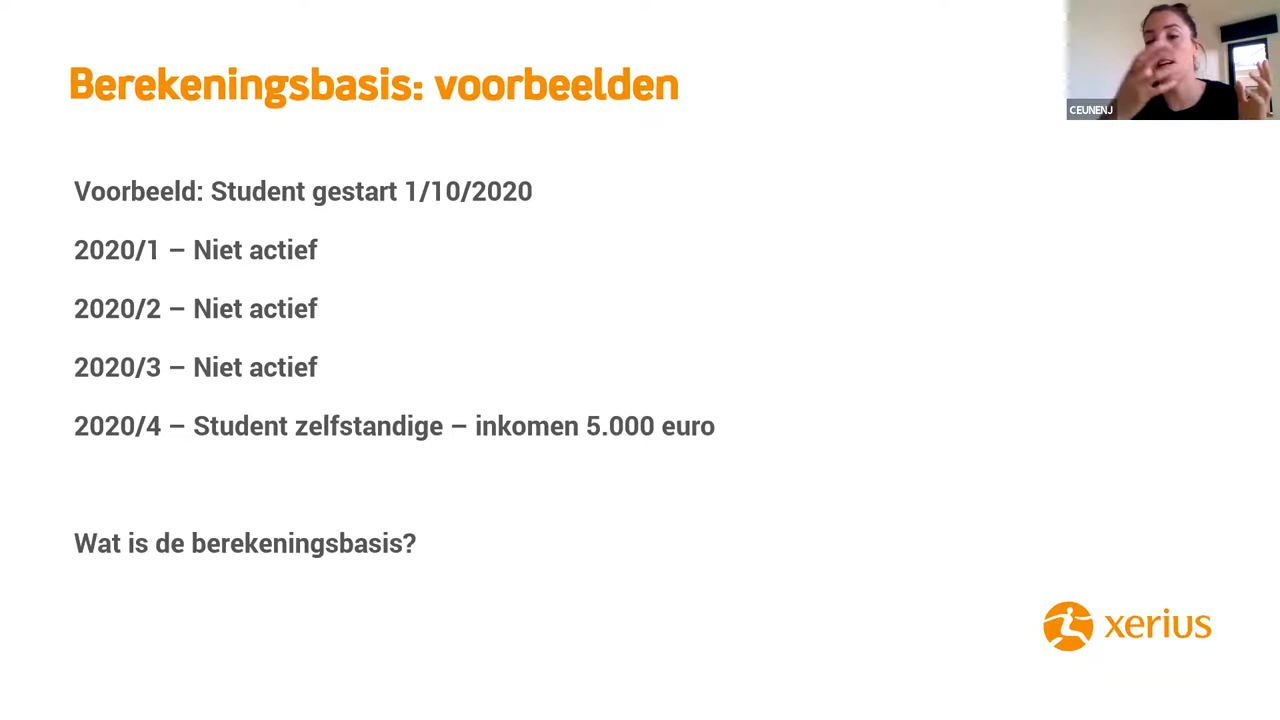 Berekeningsbasis: voorbeelden
CEUNENJ
Voorbeeld: Student gestart 1/10/2020
2020/1 – Niet actief
2020/2 – Niet actief
2020/3 – Niet actief
2020/4 – Student zelfstandige – inkomen 5.000 euro
Wat is de berekeningsbasis?
xerius